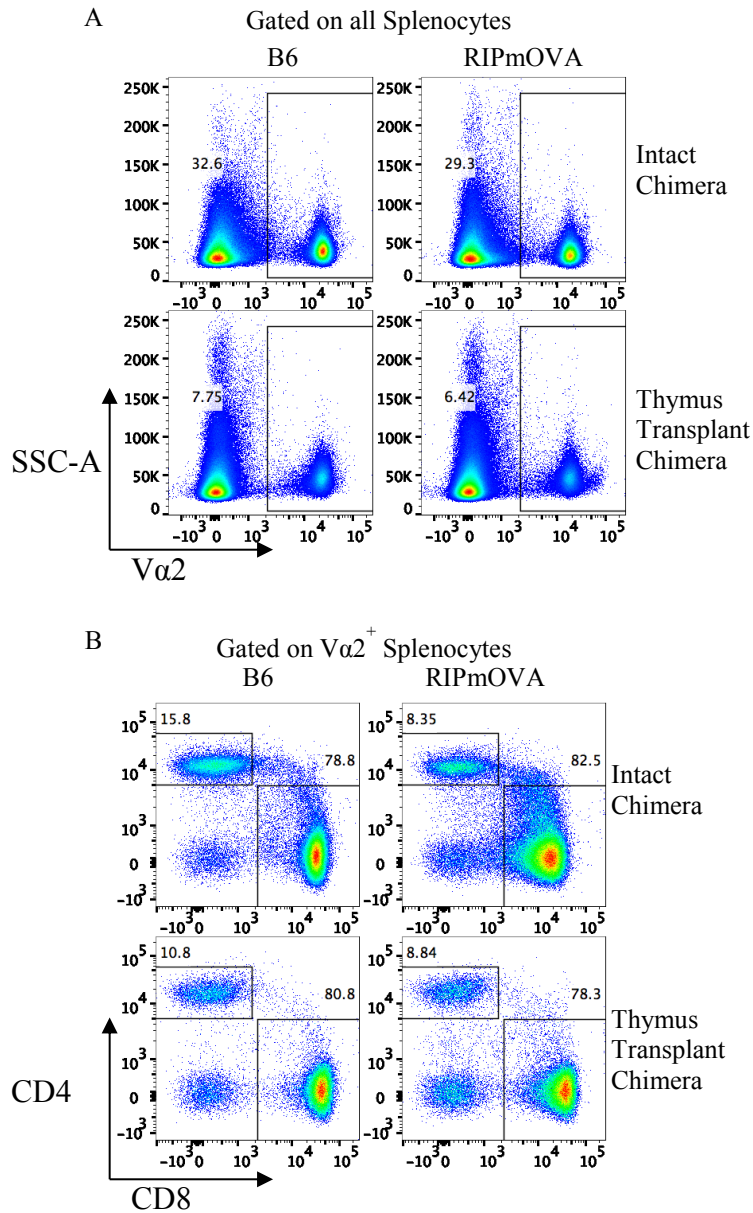 A
Gated on all Splenocytes
B6 RIPmOVA
250K 250K
200K 200K
32.6 29.3
150K 150K
100K 100K
50K 50K
0 0
Intact
Chimera
-10³ 0 10³ 10⁴ 10⁵ -10³ 0 10³ 10⁴ 10⁵
250K 250K
200K 200K
7.75 6.42
150K 150K
100K 100K
50K 50K
0 0
Thymus
Transplant
Chimera
SSC-A
-10³ 0 10³ 10⁴ 10⁵ -10³ 0 10³ 10⁴ 10⁵
Vα2
B
Gated on Vα2⁺ Splenocytes
B6 RIPmOVA
15.8 8.35
10⁵ 10⁵
78.8 82.5
10⁴ 10⁴
10³ 10³
0 0
-10³ -10³
Intact
Chimera
-10³ 0 10³ 10⁴ 10⁵ -10³ 0 10³ 10⁴ 10⁵
10.8 8.84
10⁵ 10⁵
80.8 78.3
10⁴ 10⁴
10³ 10³
0 0
-10³ -10³
Thymus
Transplant
Chimera
CD4
-10³ 0 10³ 10⁴ 10⁵ -10³ 0 10³ 10⁴ 10⁵
CD8